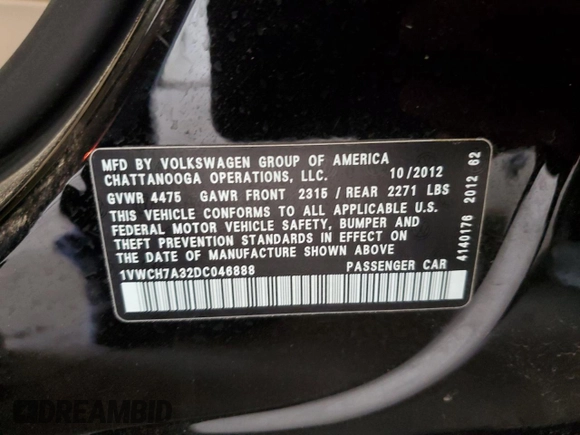 MFD BY VOLKSWAGEN GROUP OF AMERICA
CHATTANOOGA OPERATIONS, LLC. 10/2012
GVWR 4475 GAWR FRONT 2315 / REAR 2271 LBS
THIS VEHICLE CONFORMS TO ALL APPLICABLE U.S.
FEDERAL MOTOR VEHICLE SAFETY, BUMPER AND
THEFT PREVENTION STANDARDS IN EFFECT ON
THE DATE OF MANUFACTURE SHOWN ABOVE
1VWCH7A32DC046888 PASSENGER CAR
4140176 2012 62
DREAMBID